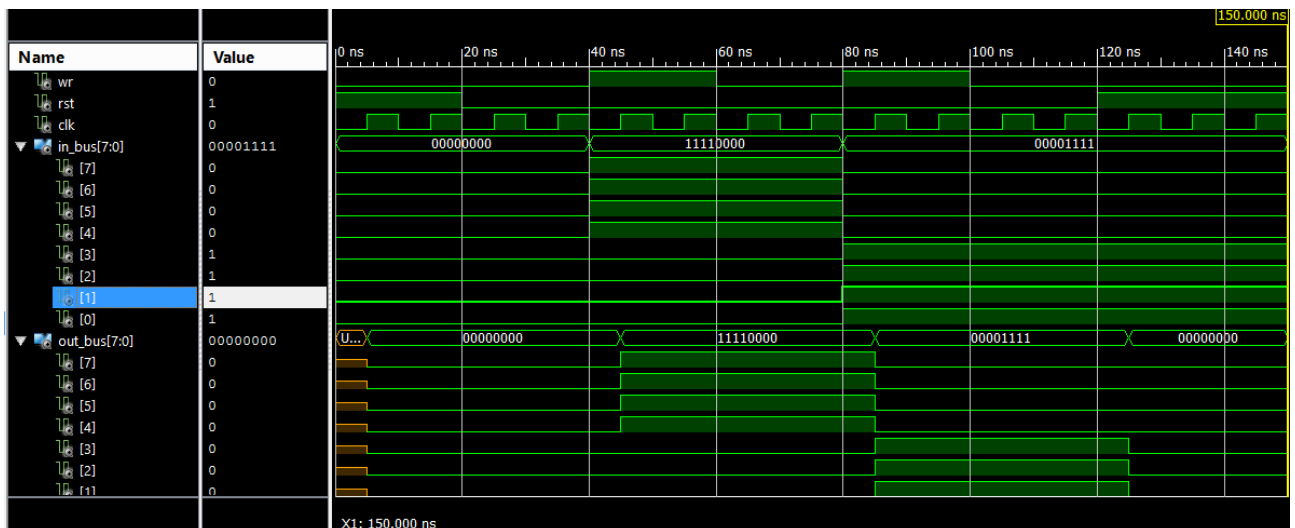 150.000 ns
Name Value 0 ns 20 ns 40 ns 60 ns 80 ns 100 ns 120 ns 140 ns
wr 0
rst 1
clk 0
in_bus[7:0] 00001111 00000000 11110000 00001111
[7] 0
[6] 0
[5] 0
[4] 0
[3] 1
[2] 1
[1] 1
[0] 1
out_bus[7:0] 00000000 U... 00000000 11110000 00001111 00000000
[7] 0
[6] 0
[5] 0
[4] 0
[3] 0
[2] 0
[1] 0
X1: 150.000 ns